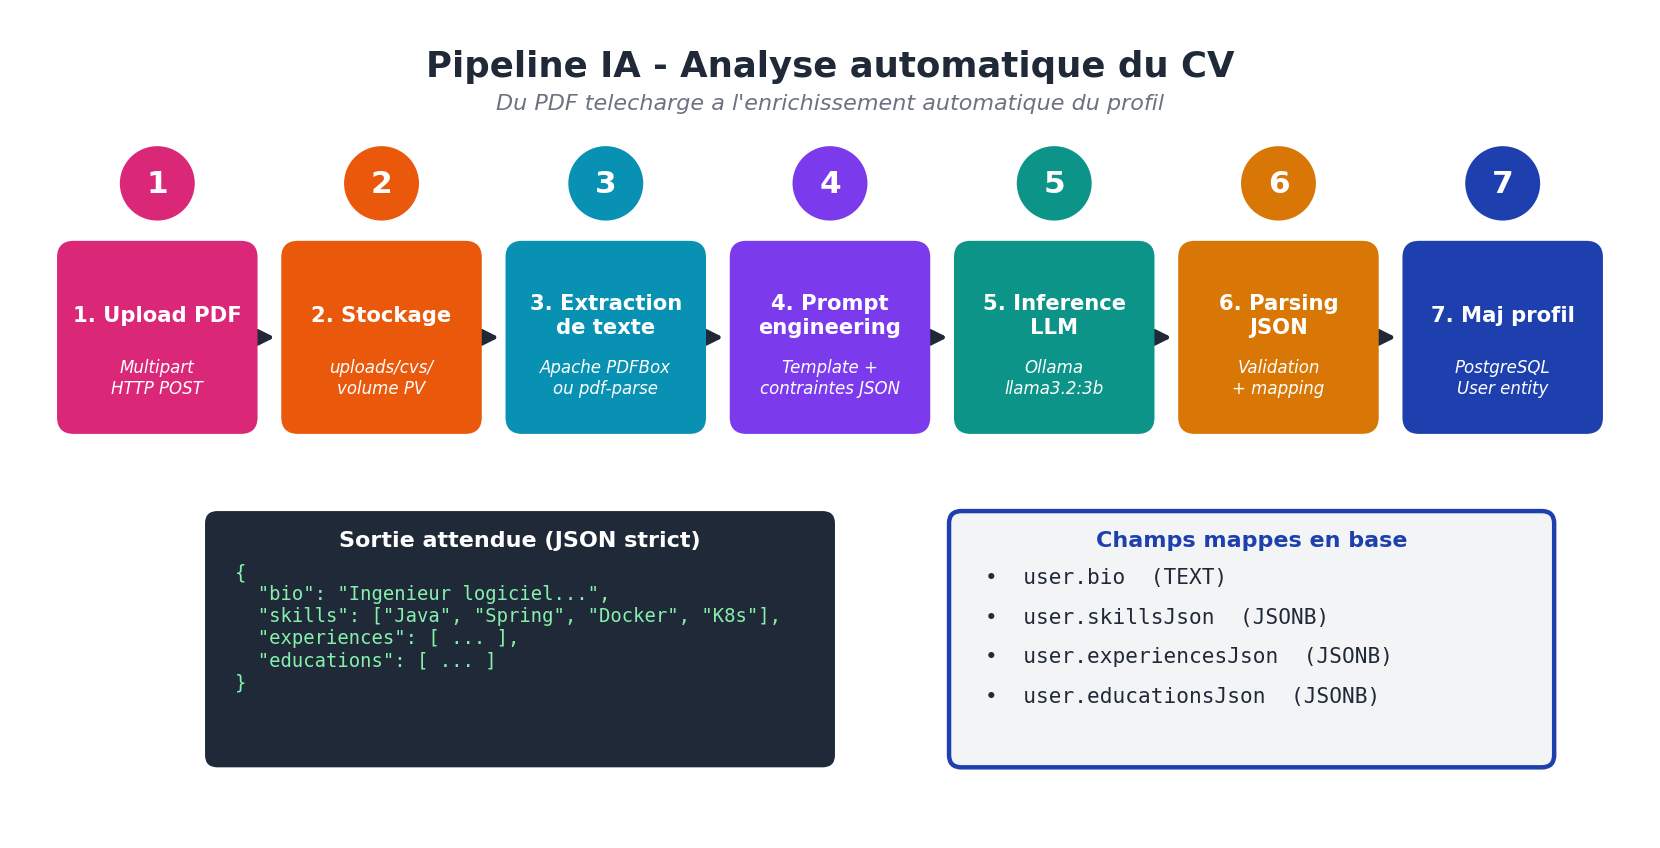 Pipeline IA - Analyse automatique du CV
Du PDF telecharge a l'enrichissement automatique du profil
1
2
3
4
5
6
7
1. Upload PDF
Multipart
HTTP POST
2. Stockage
uploads/cvs/
volume PV
3. Extraction
de texte
Apache PDFBox
ou pdf-parse
4. Prompt
engineering
Template +
contraintes JSON
5. Inference
LLM
Ollama
llama3.2:3b
6. Parsing
JSON
Validation
+ mapping
7. Maj profil
PostgreSQL
User entity
Sortie attendue (JSON strict)
{
  "bio": "Ingenieur logiciel...",
  "skills": ["Java", "Spring", "Docker", "K8s"],
  "experiences": [ ... ],
  "educations": [ ... ]
}
Champs mappes en base
• user.bio  (TEXT)
• user.skillsJson  (JSONB)
• user.experiencesJson  (JSONB)
• user.educationsJson  (JSONB)